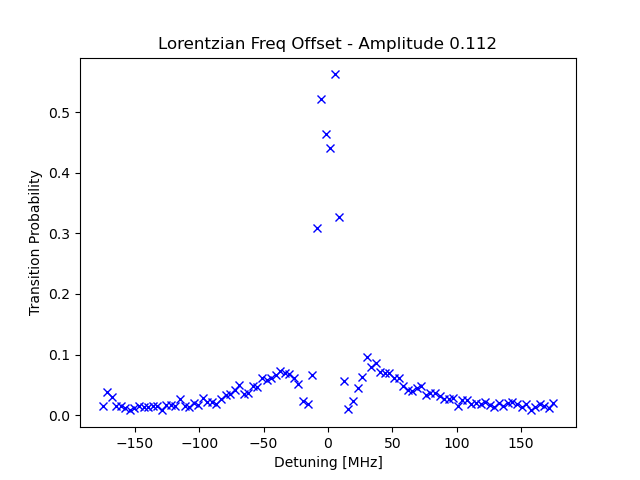 Lorentzian Freq Offset - Amplitude 0.112
Transition Probability
0.5
0.4
0.3
0.2
0.1
0.0
−150 −100 −50 0 50 100 150
Detuning [MHz]